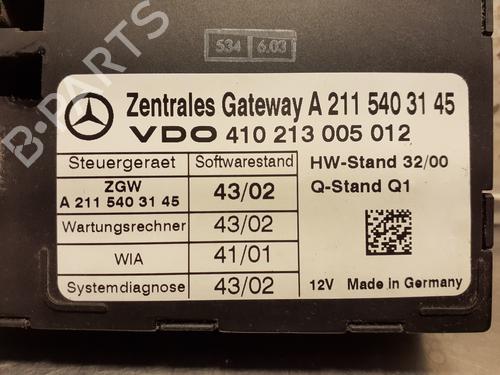 B-PARTS
534 6.03
Zentrales Gateway A 211 540 31 45
VDO 410 213 005 012
Steuergeraet Softwarestand HW-Stand 32/00
ZGW
A 211 540 31 45 43/02 Q-Stand Q1
Wartungsrechner 43/02
WIA 41/01
Systemdiagnose 43/02 12V Made in Germany